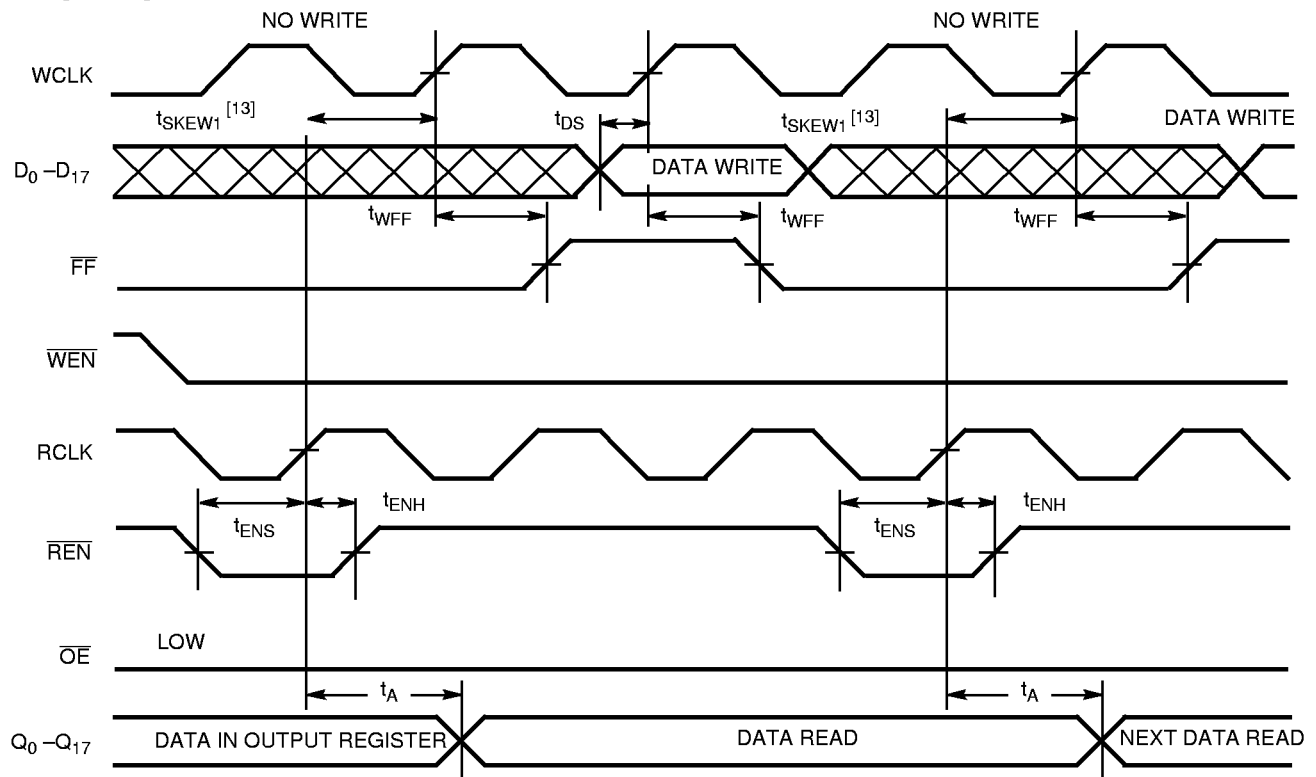 NO WRITE NO WRITE
WCLK
tSKEW1 [13] tDS tSKEW1 [13] DATA WRITE
D0 –D17 DATA WRITE
tWFF tWFF tWFF
FF
WEN
RCLK
tENS tENH tENS tENH
REN
LOW
OE
tA tA
Q0 –Q17 DATA IN OUTPUT REGISTER DATA READ NEXT DATA READ